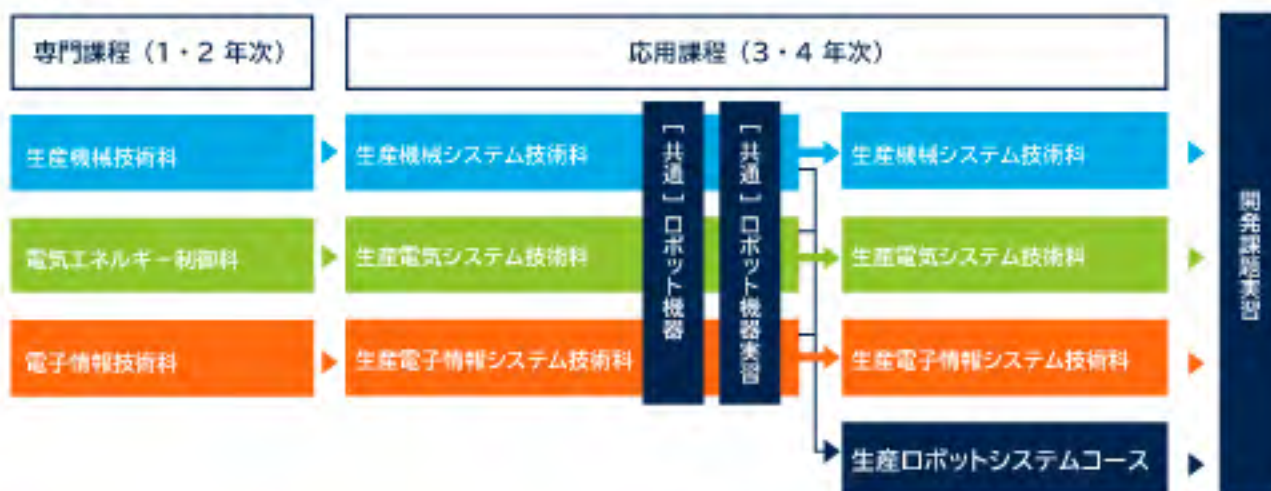 専門課程（1・2 年次）
応用課程（3・4 年次）
生産機械技術科
生産機械システム技術科
生産機械システム技術科
電気エネルギー制御科
生産電気システム技術科
生産電気システム技術科
電子情報技術科
生産電子情報システム技術科
生産電子情報システム技術科
生産ロボットシステムコース
［共通］ロボット機器
［共通］ロボット機器実習
開発課題実習